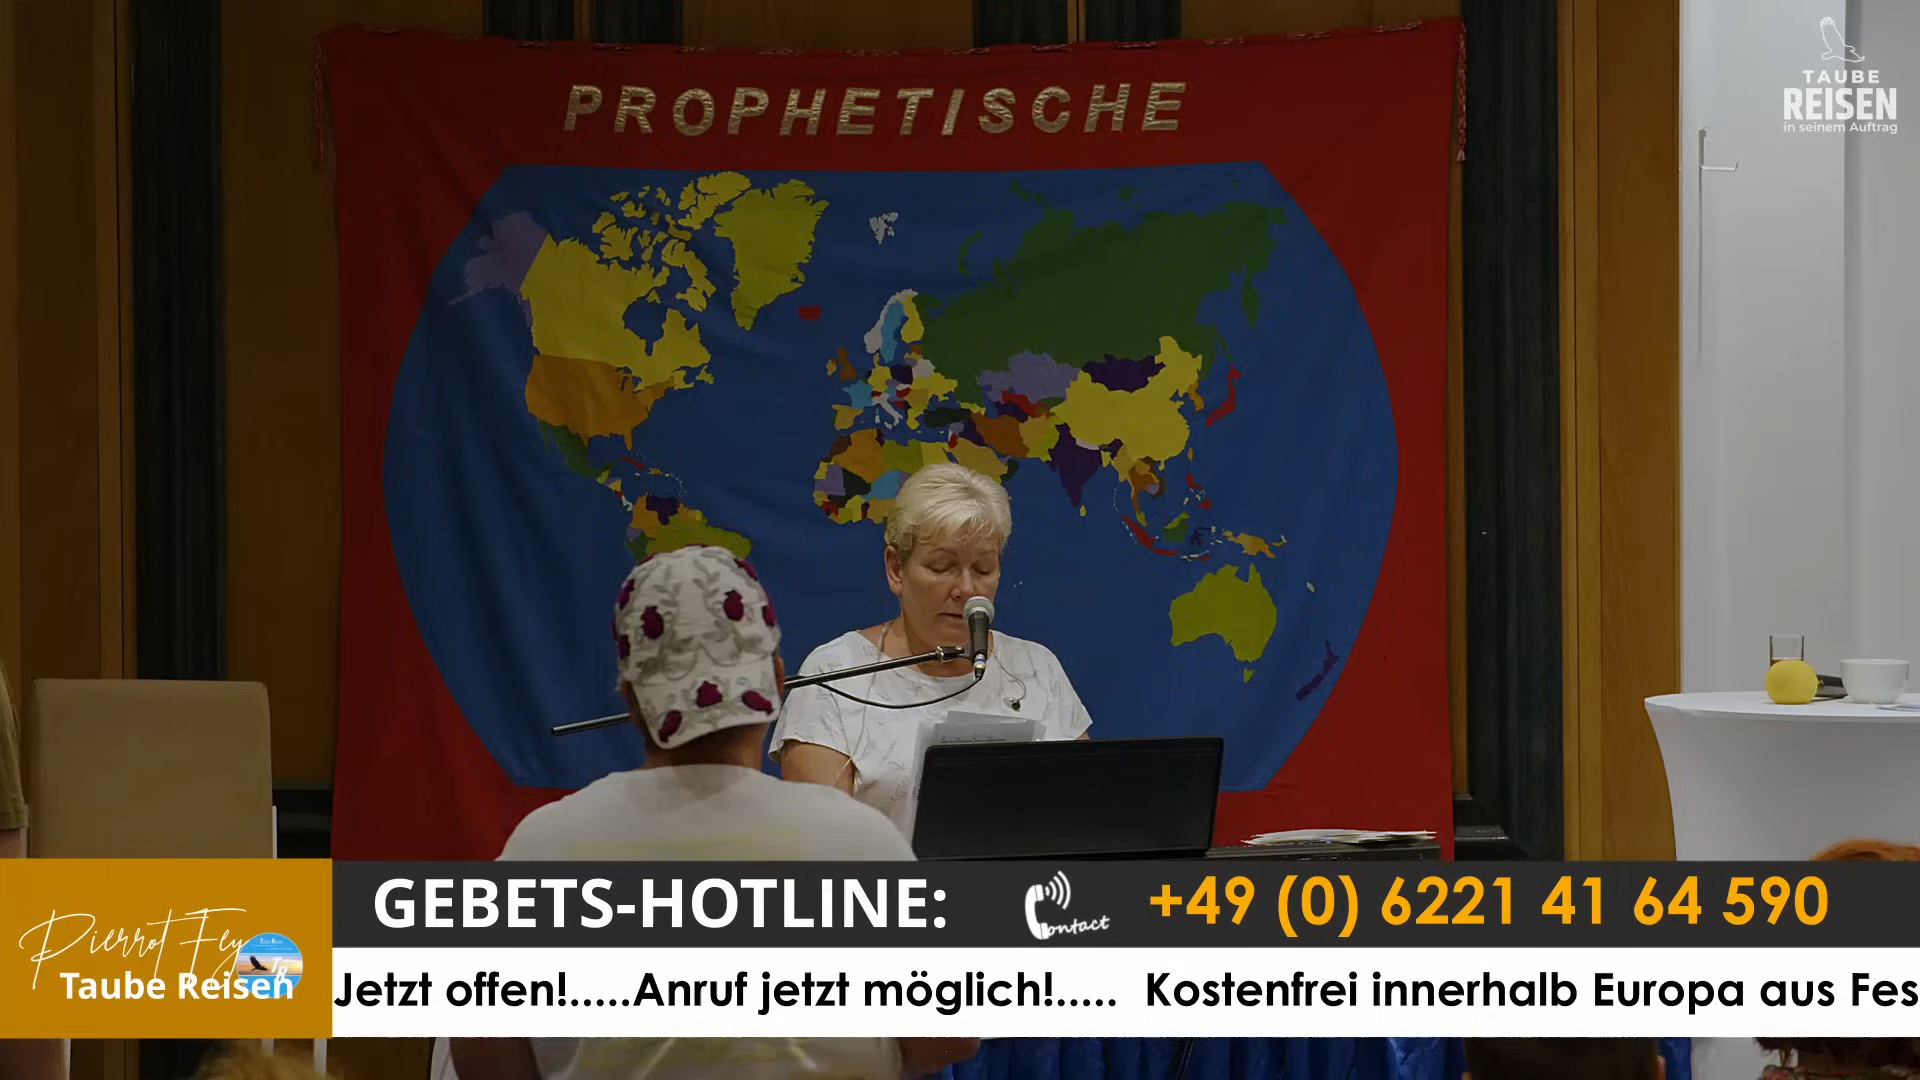 PROPHETISCHE
TAUBE
REISEN
in seinem Auftrag
GEBETS-HOTLINE:
Contact
+49 (0) 6221 41 64 590
Pierrot Fey
TR
Taube Reisen
Jetzt offen!.....Anruf jetzt möglich!..... Kostenfrei innerhalb Europa aus Fes